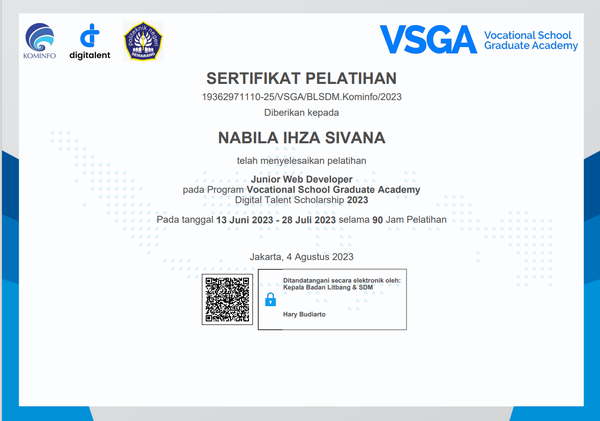 KOMINFO
digitalent
POLITEKNIK NEGERI
SEMARANG
VSGA
Vocational School
Graduate Academy
SERTIFIKAT PELATIHAN
19362971110-25/VSGA/BLSDM.Kominfo/2023
Diberikan kepada
NABILA IHZA SIVANA
telah menyelesaikan pelatihan
Junior Web Developer
pada Program Vocational School Graduate Academy
Digital Talent Scholarship 2023
Pada tanggal 13 Juni 2023 - 28 Juli 2023 selama 90 Jam Pelatihan
Jakarta, 4 Agustus 2023
Ditandatangani secara elektronik oleh:
Kepala Badan Litbang & SDM
Hary Budiarto